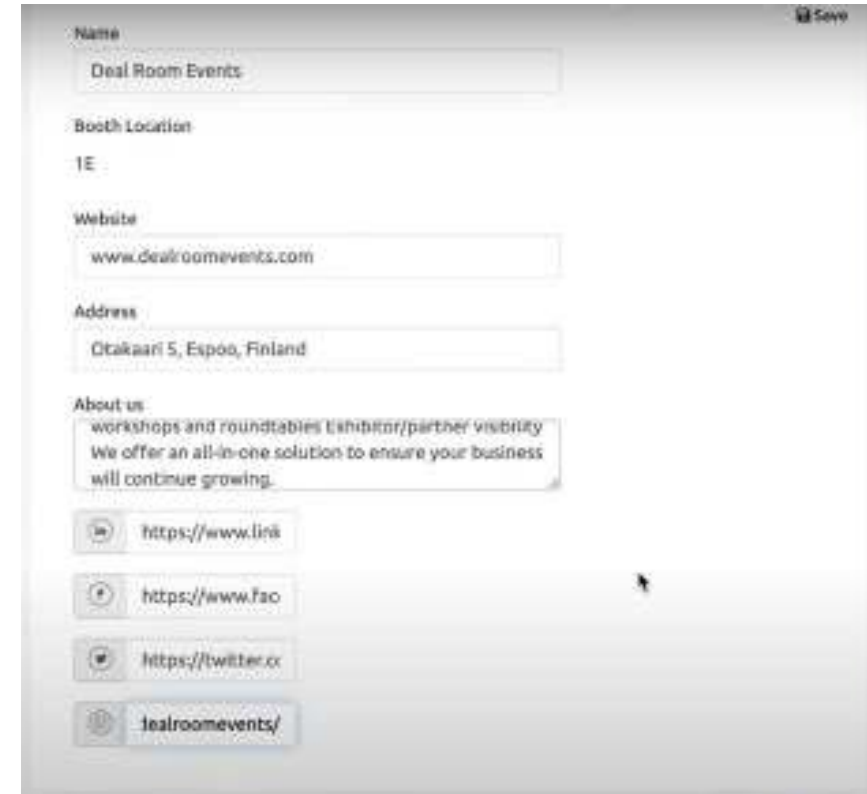 Save
Name
Deal Room Events
Booth Location
1E
Website
www.dealroomevents.com
Address
Otakaari 5, Espoo, Finland
About us
workshops and roundtables Exhibitor/partner visibility
We offer an all-in-one solution to ensure your business
will continue growing.
https://www.link
https://www.fac
https://twitter.cc
dealroomevents/